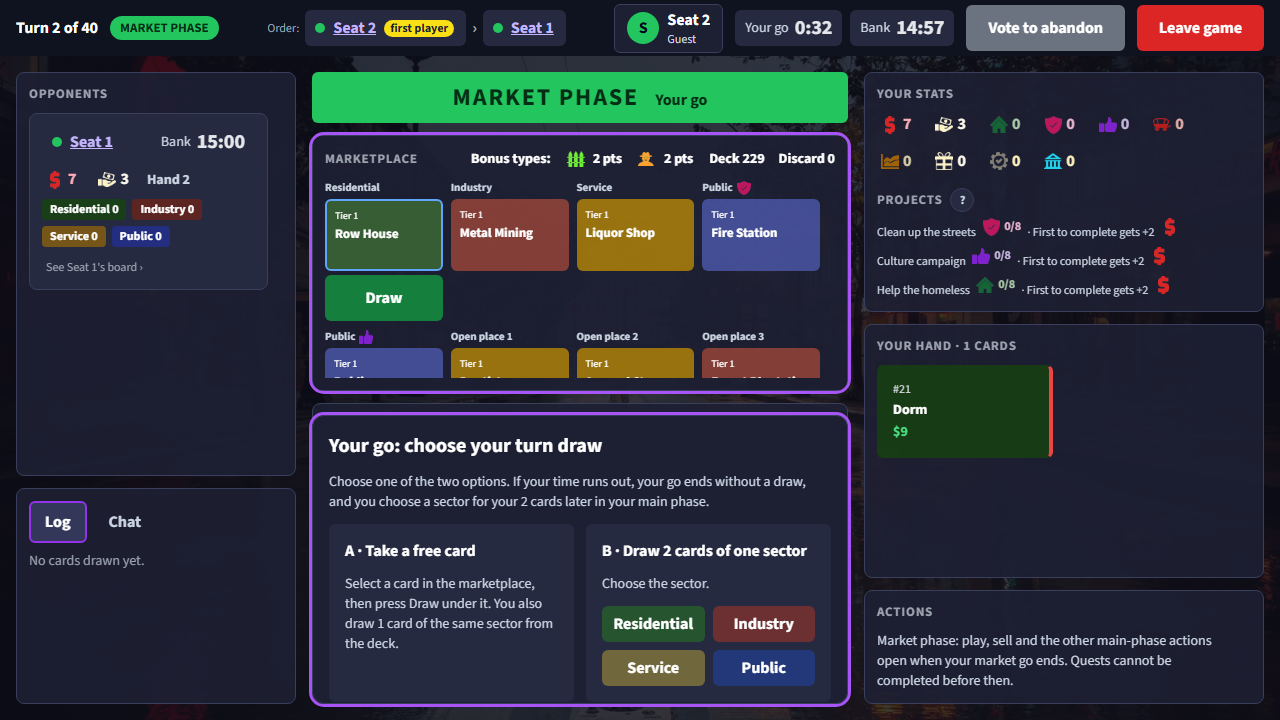 Turn 2 of 40 MARKET PHASE Order: Seat 2 first player › Seat 1 S Seat 2 Guest Your go 0:32 Bank 14:57 Vote to abandon Leave game
OPPONENTS
Seat 1 Bank 15:00
7 3 Hand 2
Residential 0 Industry 0
Service 0 Public 0
See Seat 1's board ›
Log Chat
No cards drawn yet.
MARKET PHASE Your go
MARKETPLACE Bonus types: 2 pts 2 pts Deck 229 Discard 0
Residential Industry Service Public
Tier 1 Tier 1 Tier 1 Tier 1
Row House Metal Mining Liquor Shop Fire Station
Draw
Public Open place 1 Open place 2 Open place 3
Tier 1 Tier 1 Tier 1 Tier 1
Your go: choose your turn draw
Choose one of the two options. If your time runs out, your go ends without a draw,
and you choose a sector for your 2 cards later in your main phase.
A · Take a free card
Select a card in the marketplace,
then press Draw under it. You also
draw 1 card of the same sector from
the deck.
B · Draw 2 cards of one sector
Choose the sector.
Residential Industry
Service Public
YOUR STATS
7 3 0 0 0 0
0 0 0 0
PROJECTS ?
Clean up the streets 0/8 · First to complete gets +2
Culture campaign 0/8 · First to complete gets +2
Help the homeless 0/8 · First to complete gets +2
YOUR HAND · 1 CARDS
#21
Dorm
$9
ACTIONS
Market phase: play, sell and the other main-phase actions
open when your market go ends. Quests cannot be
completed before then.